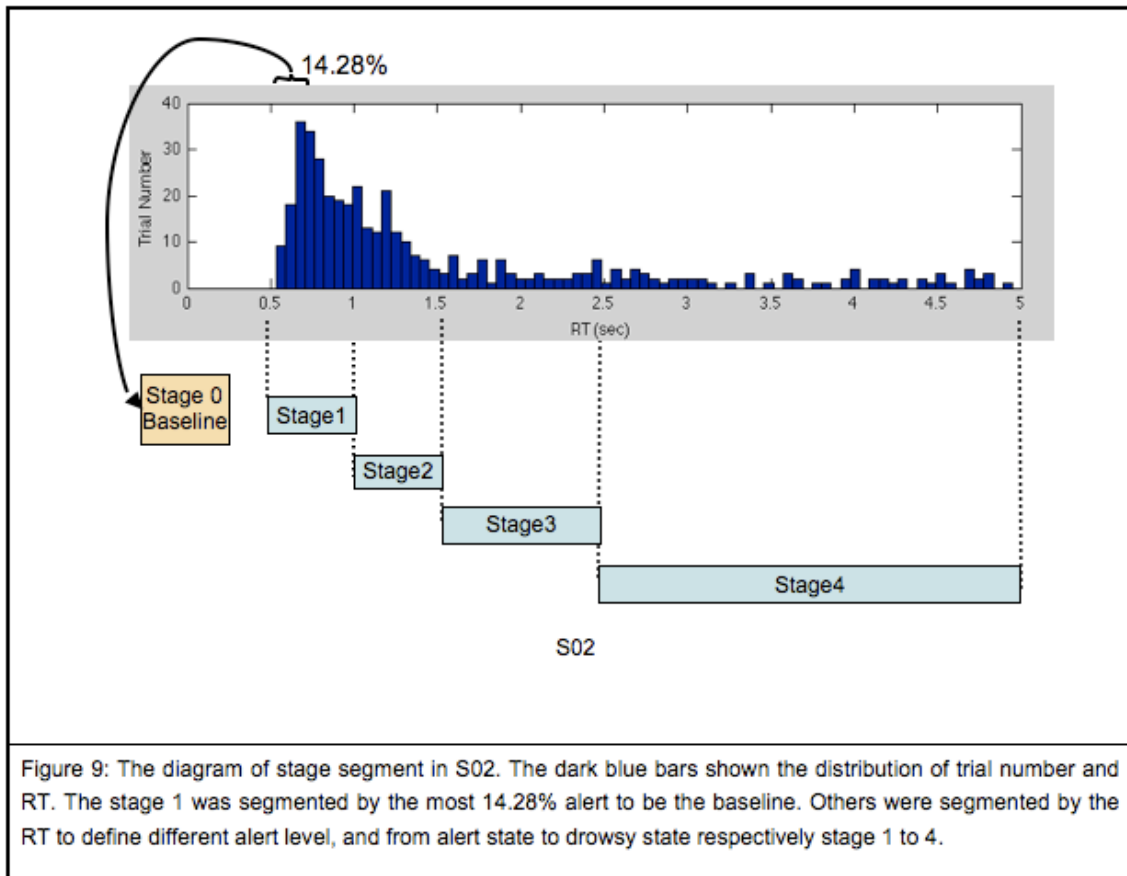 14.28%
40
30
20
10
0
Trial Number
0 0.5 1 1.5 2 2.5 3 3.5 4 4.5 5
RT (sec)
Stage 0
Baseline
Stage1
Stage2
Stage3
Stage4
S02
Figure 9: The diagram of stage segment in S02. The dark blue bars shown the distribution of trial number and
RT. The stage 1 was segmented by the most 14.28% alert to be the baseline. Others were segmented by the
RT to define different alert level, and from alert state to drowsy state respectively stage 1 to 4.